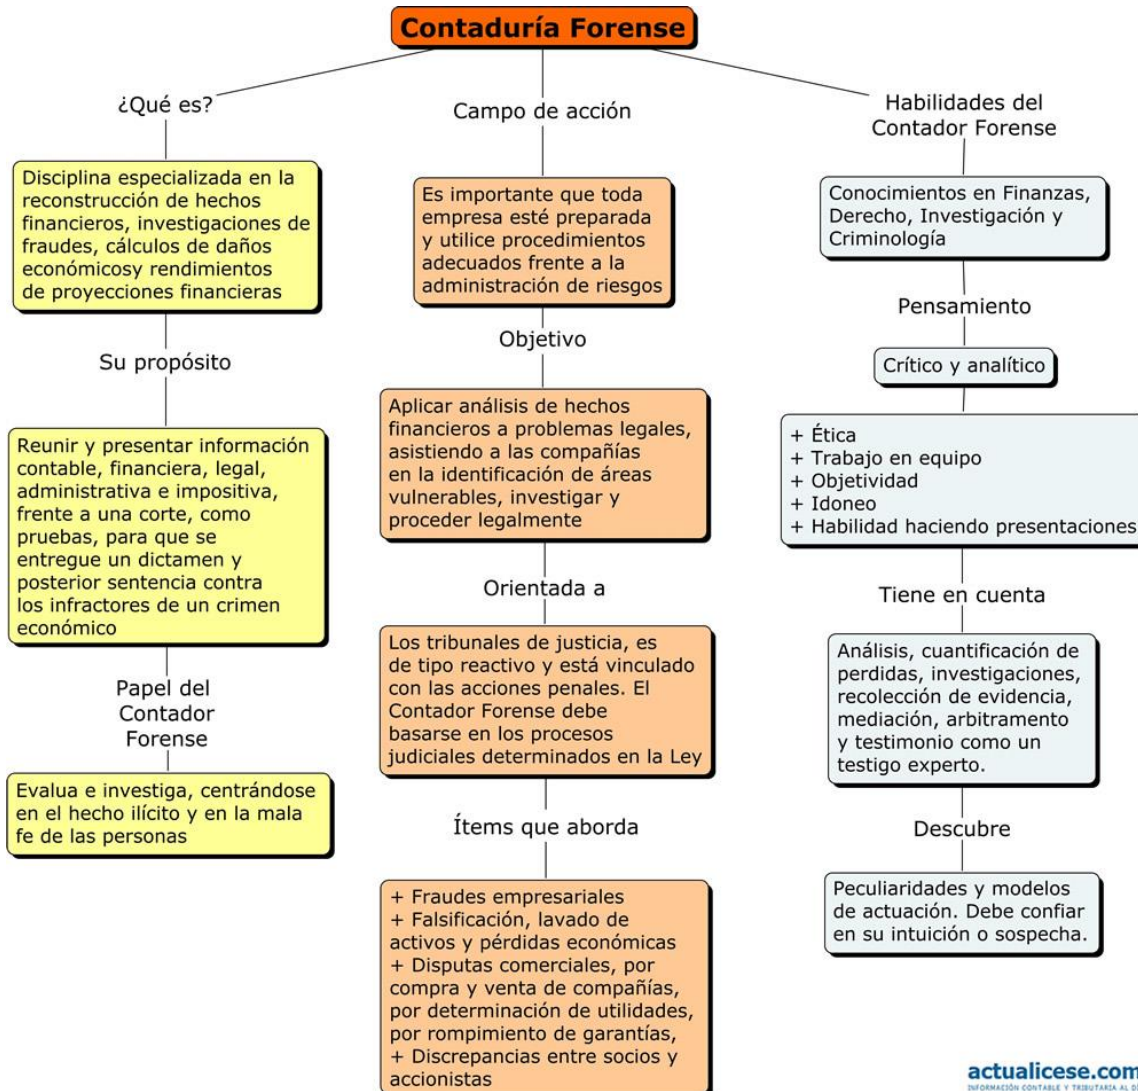 Contaduría Forense
¿Qué es?
Disciplina especializada en la
reconstrucción de hechos
financieros, investigaciones de
fraudes, cálculos de daños
económicosy rendimientos
de proyecciones financieras
Su propósito
Reunir y presentar información
contable, financiera, legal,
administrativa e impositiva,
frente a una corte, como
pruebas, para que se
entregue un dictamen y
posterior sentencia contra
los infractores de un crimen
económico
Papel del
Contador
Forense
Evalua e investiga, centrándose
en el hecho ilícito y en la mala
fe de las personas
Campo de acción
Es importante que toda
empresa esté preparada
y utilice procedimientos
adecuados frente a la
administración de riesgos
Objetivo
Aplicar análisis de hechos
financieros a problemas legales,
asistiendo a las compañías
en la identificación de áreas
vulnerables, investigar y
proceder legalmente
Orientada a
Los tribunales de justicia, es
de tipo reactivo y está vinculado
con las acciones penales. El
Contador Forense debe
basarse en los procesos
judiciales determinados en la Ley
Ítems que aborda
+ Fraudes empresariales
+ Falsificación, lavado de
activos y pérdidas económicas
+ Disputas comerciales, por
compra y venta de compañías,
por determinación de utilidades,
por rompimiento de garantías,
+ Discrepancias entre socios y
accionistas
Habilidades del
Contador Forense
Conocimientos en Finanzas,
Derecho, Investigación y
Criminología
Pensamiento
Crítico y analítico
+ Ética
+ Trabajo en equipo
+ Objetividad
+ Idoneo
+ Habilidad haciendo presentaciones
Tiene en cuenta
Análisis, cuantificación de
perdidas, investigaciones,
recolección de evidencia,
mediación, arbitramento
y testimonio como un
testigo experto.
Descubre
Peculiaridades y modelos
de actuación. Debe confiar
en su intuición o sospecha.
actualicese.com
INFORMACIÓN CONTABLE Y TRIBUTARIA AL